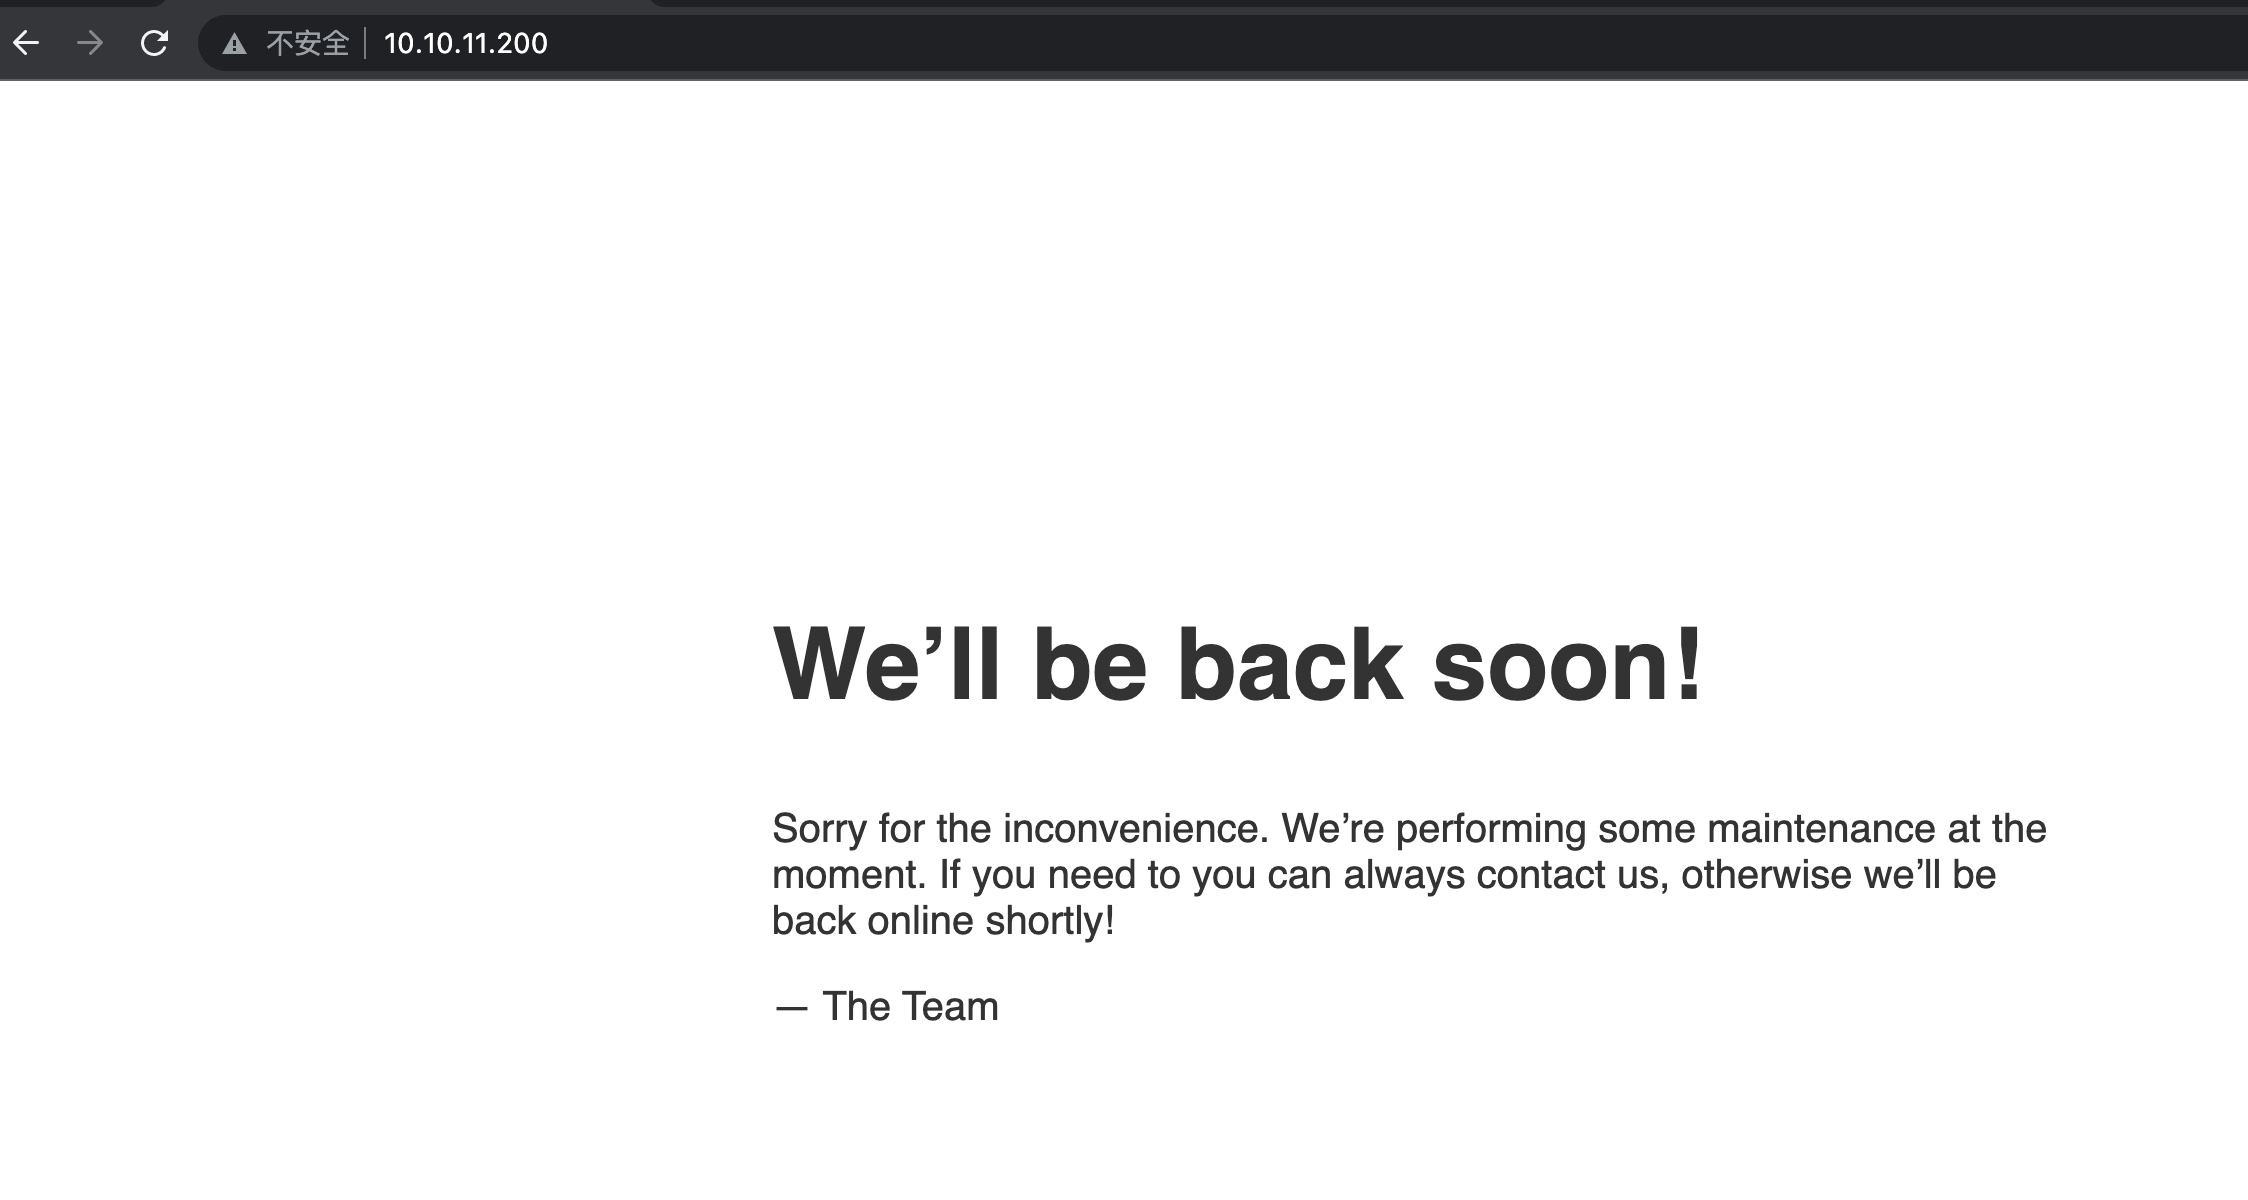 不安全 10.10.11.200
We’ll be back soon!
Sorry for the inconvenience. We’re performing some maintenance at the
moment. If you need to you can always contact us, otherwise we’ll be
back online shortly!
— The Team